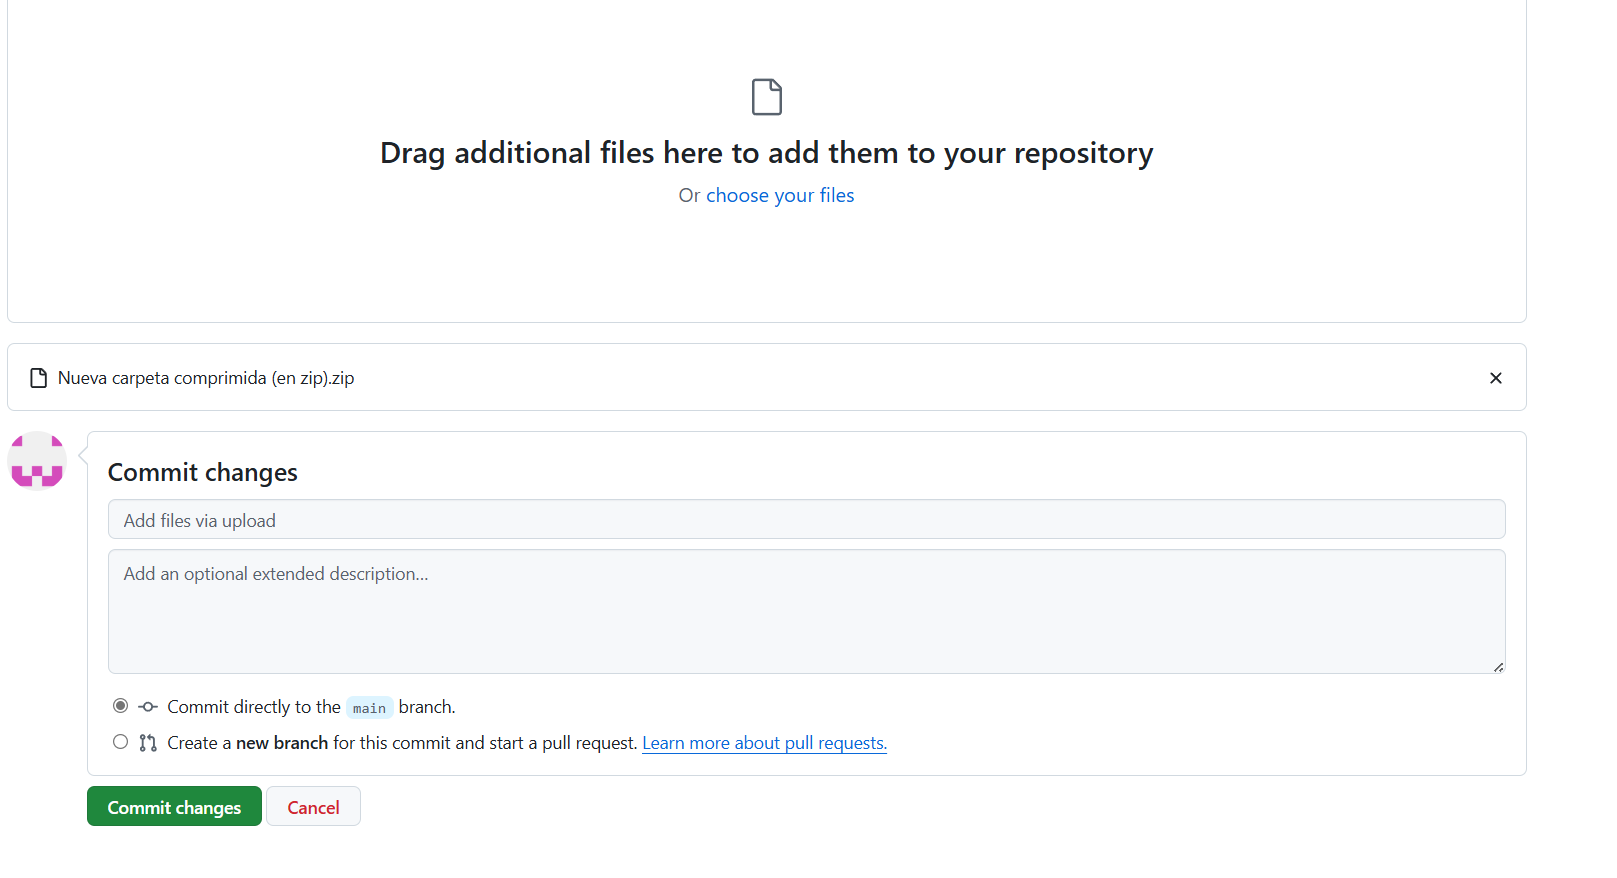 Drag additional files here to add them to your repository
Or choose your files
Nueva carpeta comprimida (en zip).zip
Commit changes
Add files via upload
Add an optional extended description...
Commit directly to the main branch.
Create a new branch for this commit and start a pull request. Learn more about pull requests.
Commit changes Cancel